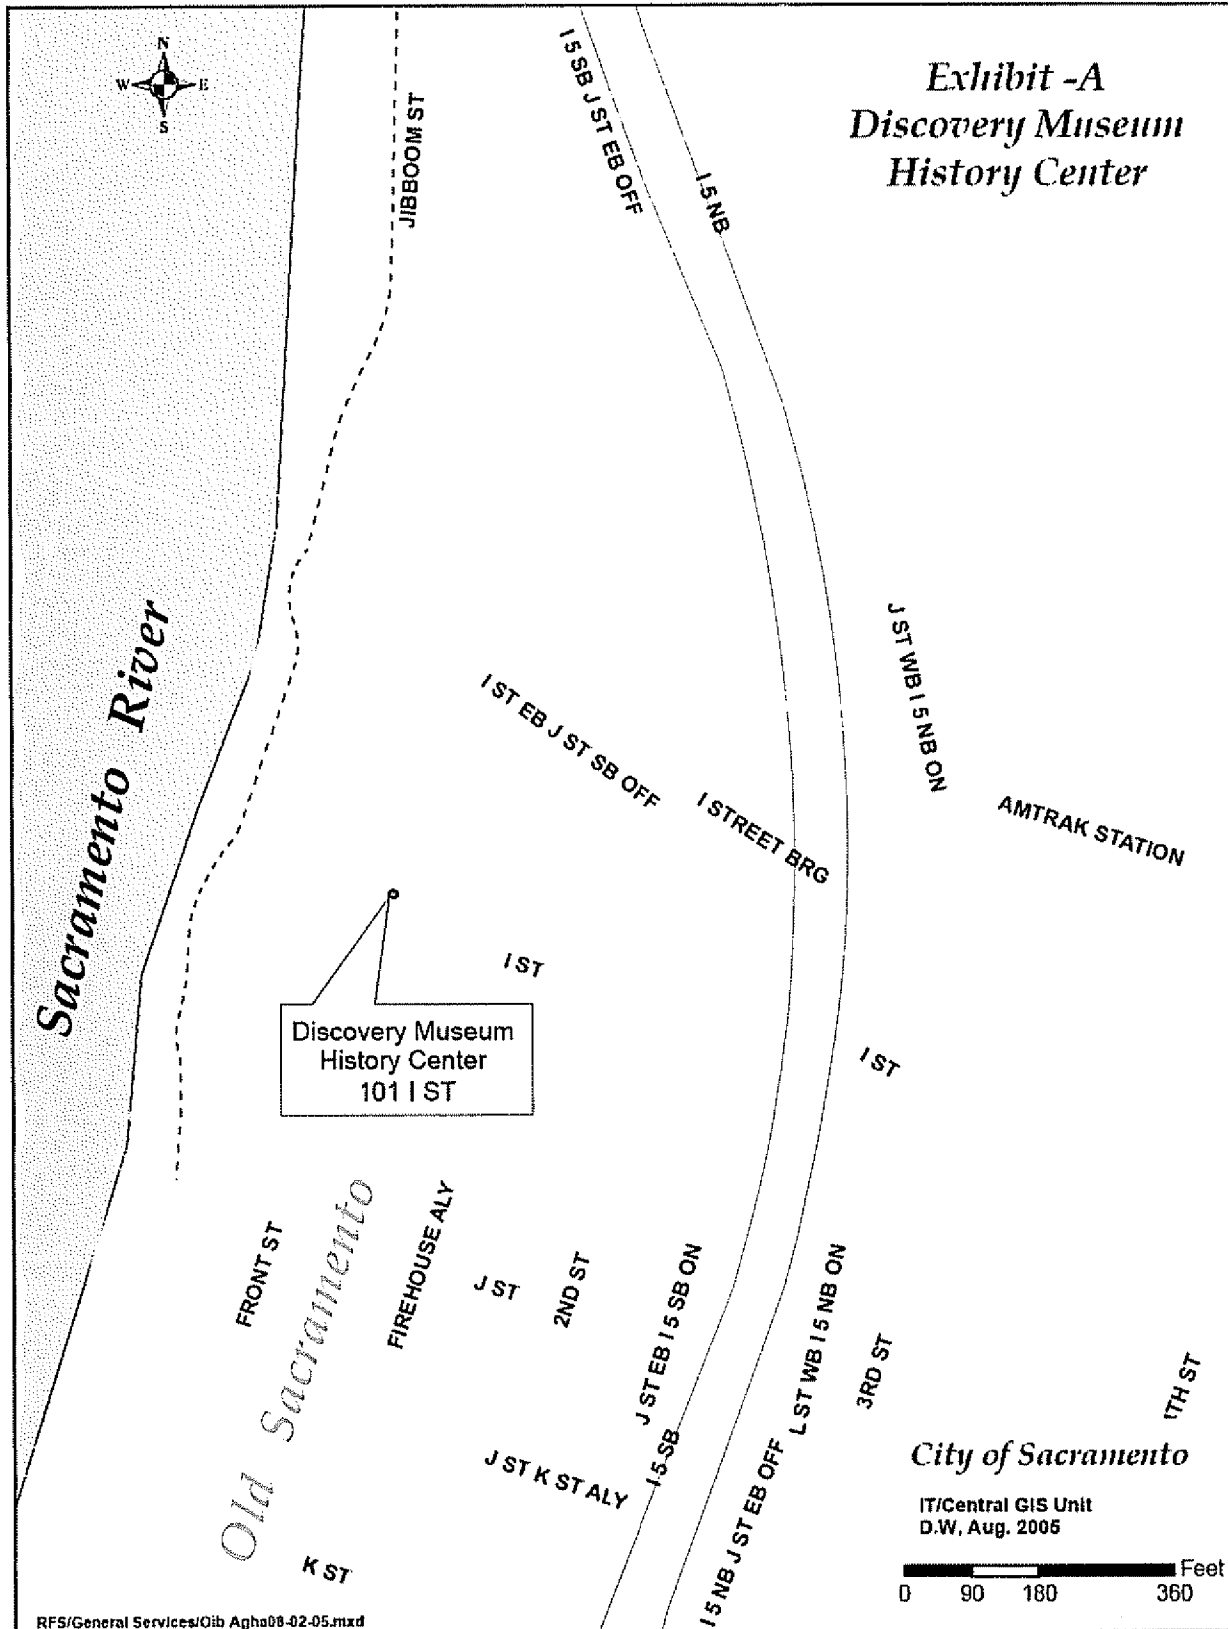 Exhibit -A
Discovery Museum
History Center
N
W E
S
JIBBOOM ST
I 5 SB J ST EB OFF
I 5 NB
Sacramento River
J ST WB I 5 NB ON
I ST EB J ST SB OFF
I STREET BRG
AMTRAK STATION
I ST
Discovery Museum
History Center
101 I ST
I ST
FRONT ST
Old Sacramento
FIREHOUSE ALY
J ST
2ND ST
J ST EB I 5 SB ON
L ST WB I 5 NB ON
3RD ST
TH ST
J ST K ST ALY
I 5 SB
I 5 NB J ST EB OFF
K ST
City of Sacramento
IT/Central GIS Unit
D.W, Aug. 2005
Feet
0 90 180 360
RFS/General Services/Oib Agha08-02-05.mxd